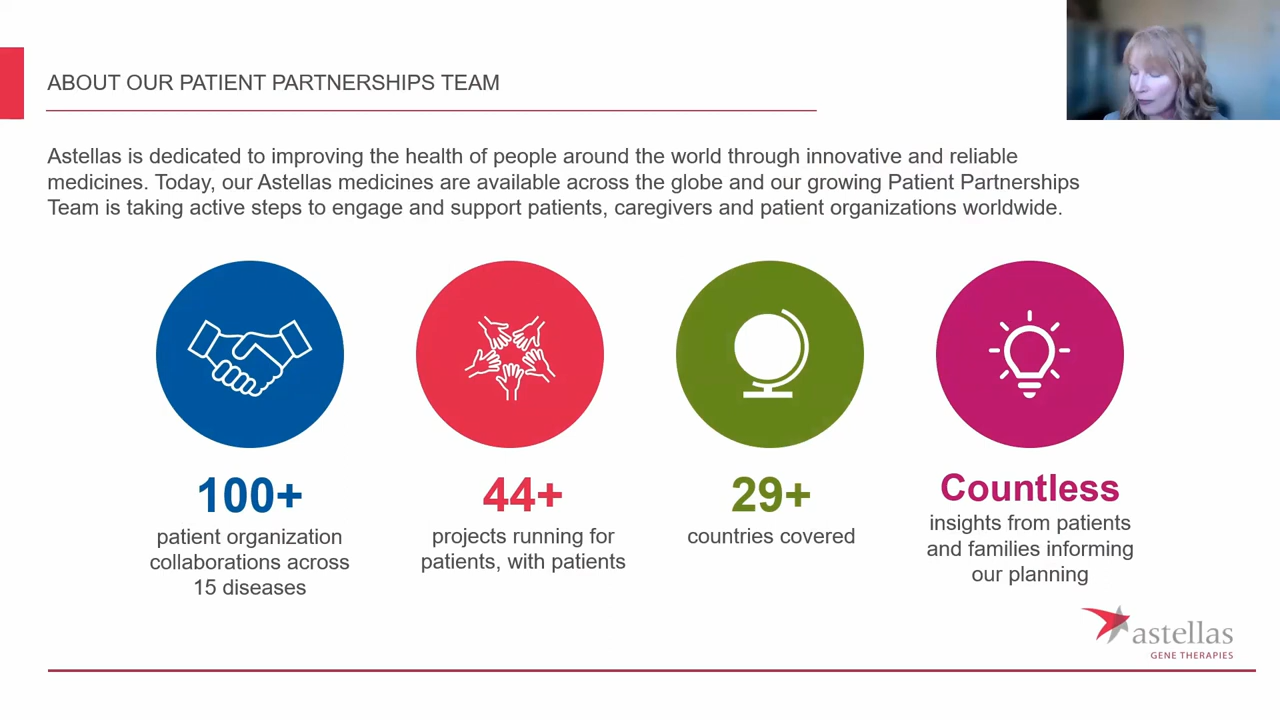 ABOUT OUR PATIENT PARTNERSHIPS TEAM
Astellas is dedicated to improving the health of people around the world through innovative and reliable
medicines. Today, our Astellas medicines are available across the globe and our growing Patient Partnerships
Team is taking active steps to engage and support patients, caregivers and patient organizations worldwide.
100+
patient organization
collaborations across
15 diseases
44+
projects running for
patients, with patients
29+
countries covered
Countless
insights from patients
and families informing
our planning
astellas
GENE THERAPIES